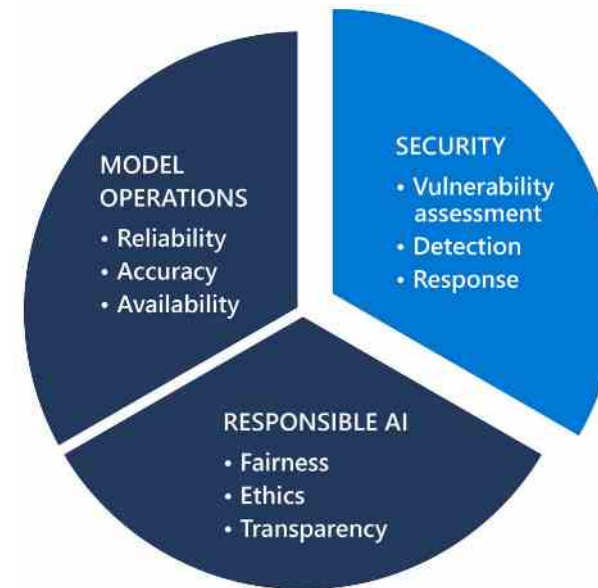 MODEL
OPERATIONS
• Reliability
• Accuracy
• Availability
SECURITY
• Vulnerability
assessment
• Detection
• Response
RESPONSIBLE AI
• Fairness
• Ethics
• Transparency